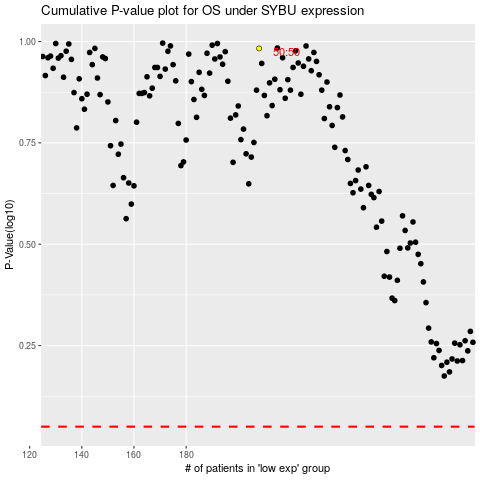 Cumulative P-value plot for OS under SYBU expression
1.00
50:50
0.75
0.50
0.25
P-Value(log10)
120 140 160 180
# of patients in 'low exp' group